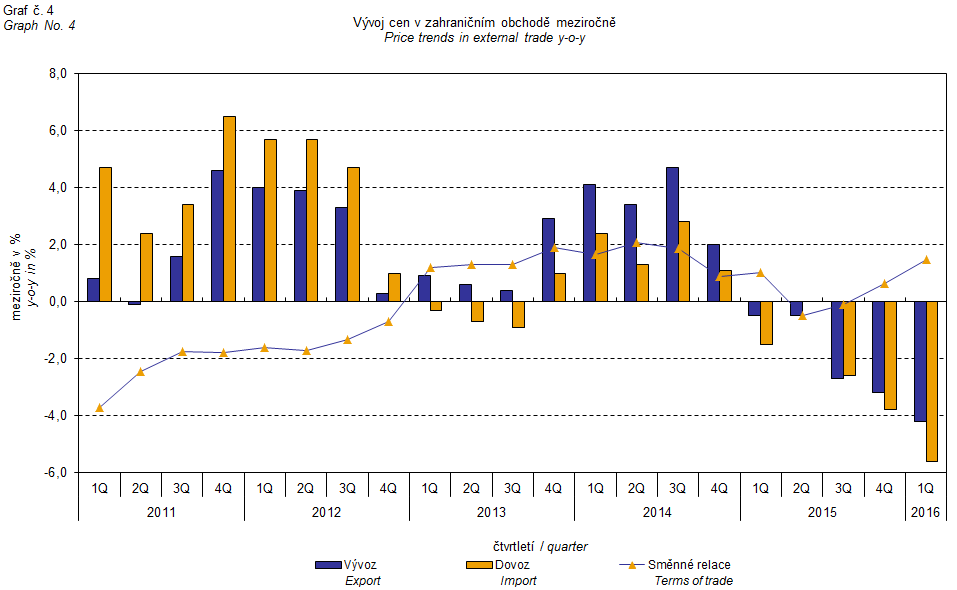 Graf č. 4
Graph No. 4
Vývoj cen v zahraničním obchodě meziročně
Price trends in external trade y-o-y
meziročně v %
y-o-y in %
8,0
6,0
4,0
2,0
0,0
-2,0
-4,0
-6,0
1Q 2Q 3Q 4Q 1Q 2Q 3Q 4Q 1Q 2Q 3Q 4Q 1Q 2Q 3Q 4Q 1Q 2Q 3Q 4Q 1Q
2011 2012 2013 2014 2015 2016
čtvrtletí / quarter
Vývoz Dovoz Směnné relace
Export Import Terms of trade